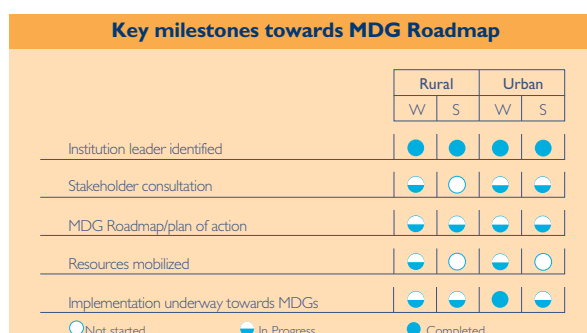 Key milestones towards MDG Roadmap
Rural Urban
W S W S
Institution leader identified
Stakeholder consultation
MDG Roadmap/plan of action
Resources mobilized
Implementation underway towards MDGs
Not started In Progress Completed